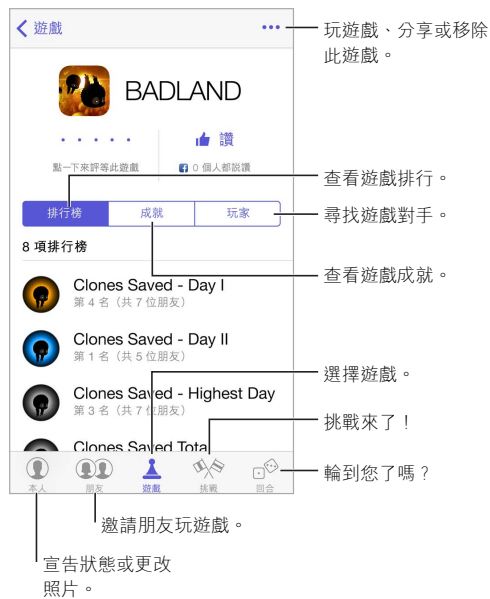 遊戲
玩遊戲、分享或移除
此遊戲。
BADLAND
讚
點一下來評等此遊戲
0 個人都說讚
查看遊戲排行。
排行榜
成就
玩家
尋找遊戲對手。
8 項排行榜
查看遊戲成就。
Clones Saved - Day I
第 4 名（共 7 位朋友）
Clones Saved - Day II
第 1 名（共 5 位朋友）
選擇遊戲。
Clones Saved - Highest Day
第 3 名（共 7 位朋友）
挑戰來了！
Clones Saved Total
本人
朋友
遊戲
挑戰
回合
輪到您了嗎？
邀請朋友玩遊戲。
宣告狀態或更改
照片。